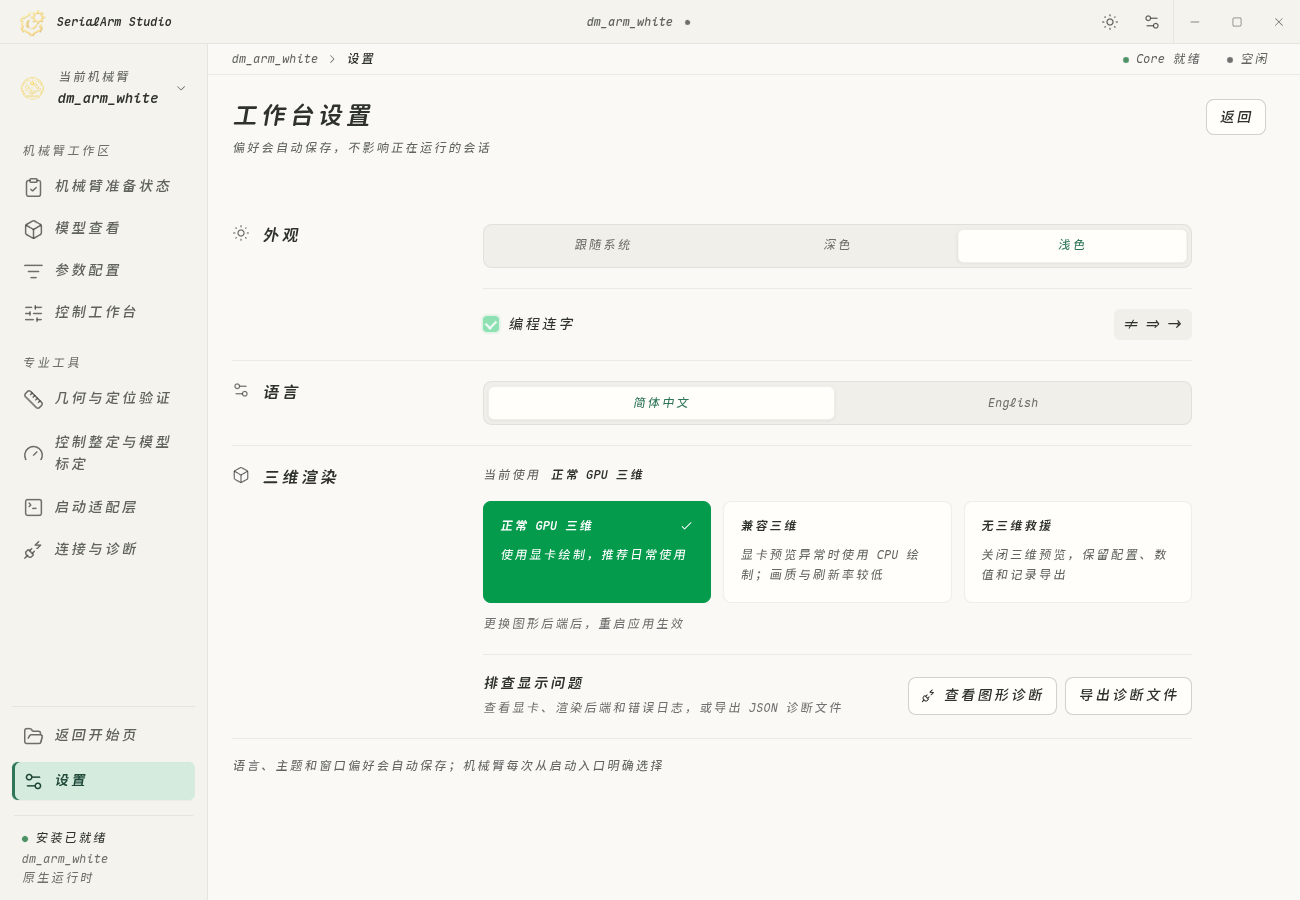 SerialArm Studio
dm_arm_white
当前机械臂
dm_arm_white
机械臂工作区
机械臂准备状态
模型查看
参数配置
控制工作台
专业工具
几何与定位验证
控制整定与模型
标定
启动适配层
连接与诊断
返回开始页
设置
安装已就绪
dm_arm_white
原生运行时
dm_arm_white > 设置
Core 就绪
空闲
工作台设置
返回
偏好会自动保存，不影响正在运行的会话
外观
跟随系统
深色
浅色
编程连字
≠ ⇒ →
语言
简体中文
English
三维渲染
当前使用 正常 GPU 三维
正常 GPU 三维
使用显卡绘制，推荐日常使用
兼容三维
显卡预览异常时使用 CPU 绘
制；画质与刷新率较低
无三维救援
关闭三维预览，保留配置、数
值和记录导出
更换图形后端后，重启应用生效
排查显示问题
查看显卡、渲染后端和错误日志，或导出 JSON 诊断文件
查看图形诊断
导出诊断文件
语言、主题和窗口偏好会自动保存；机械臂每次从启动入口明确选择